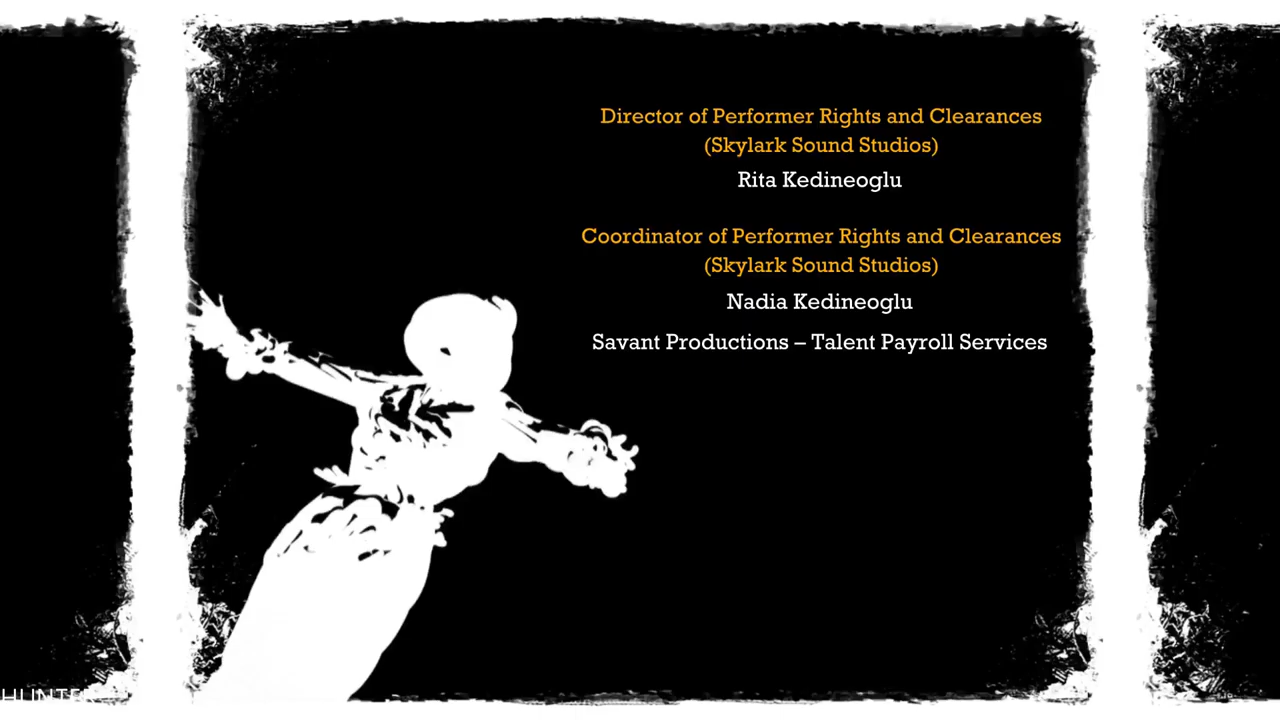 Director of Performer Rights and Clearances
(Skylark Sound Studios)
Rita Kedineoglu
Coordinator of Performer Rights and Clearances
(Skylark Sound Studios)
Nadia Kedineoglu
Savant Productions – Talent Payroll Services